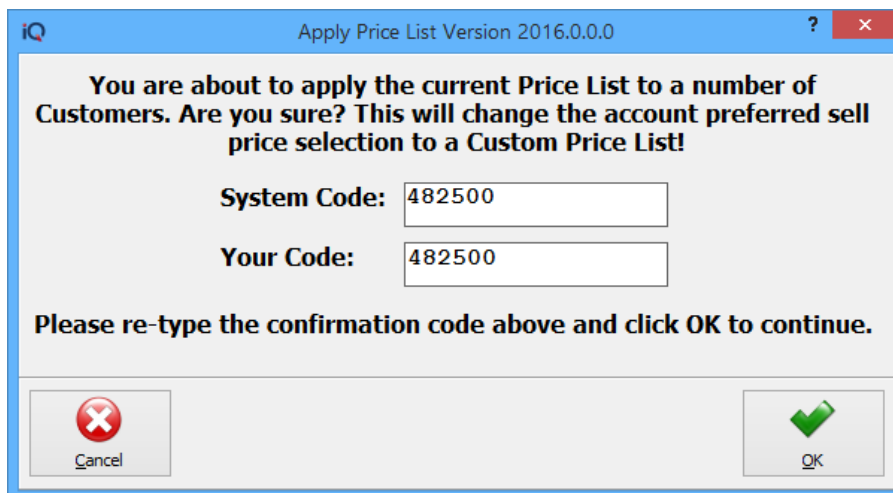 iQ Apply Price List Version 2016.0.0.0 ?
You are about to apply the current Price List to a number of
Customers. Are you sure? This will change the account preferred sell
price selection to a Custom Price List!
System Code: 482500
Your Code: 482500
Please re-type the confirmation code above and click OK to continue.
Cancel OK